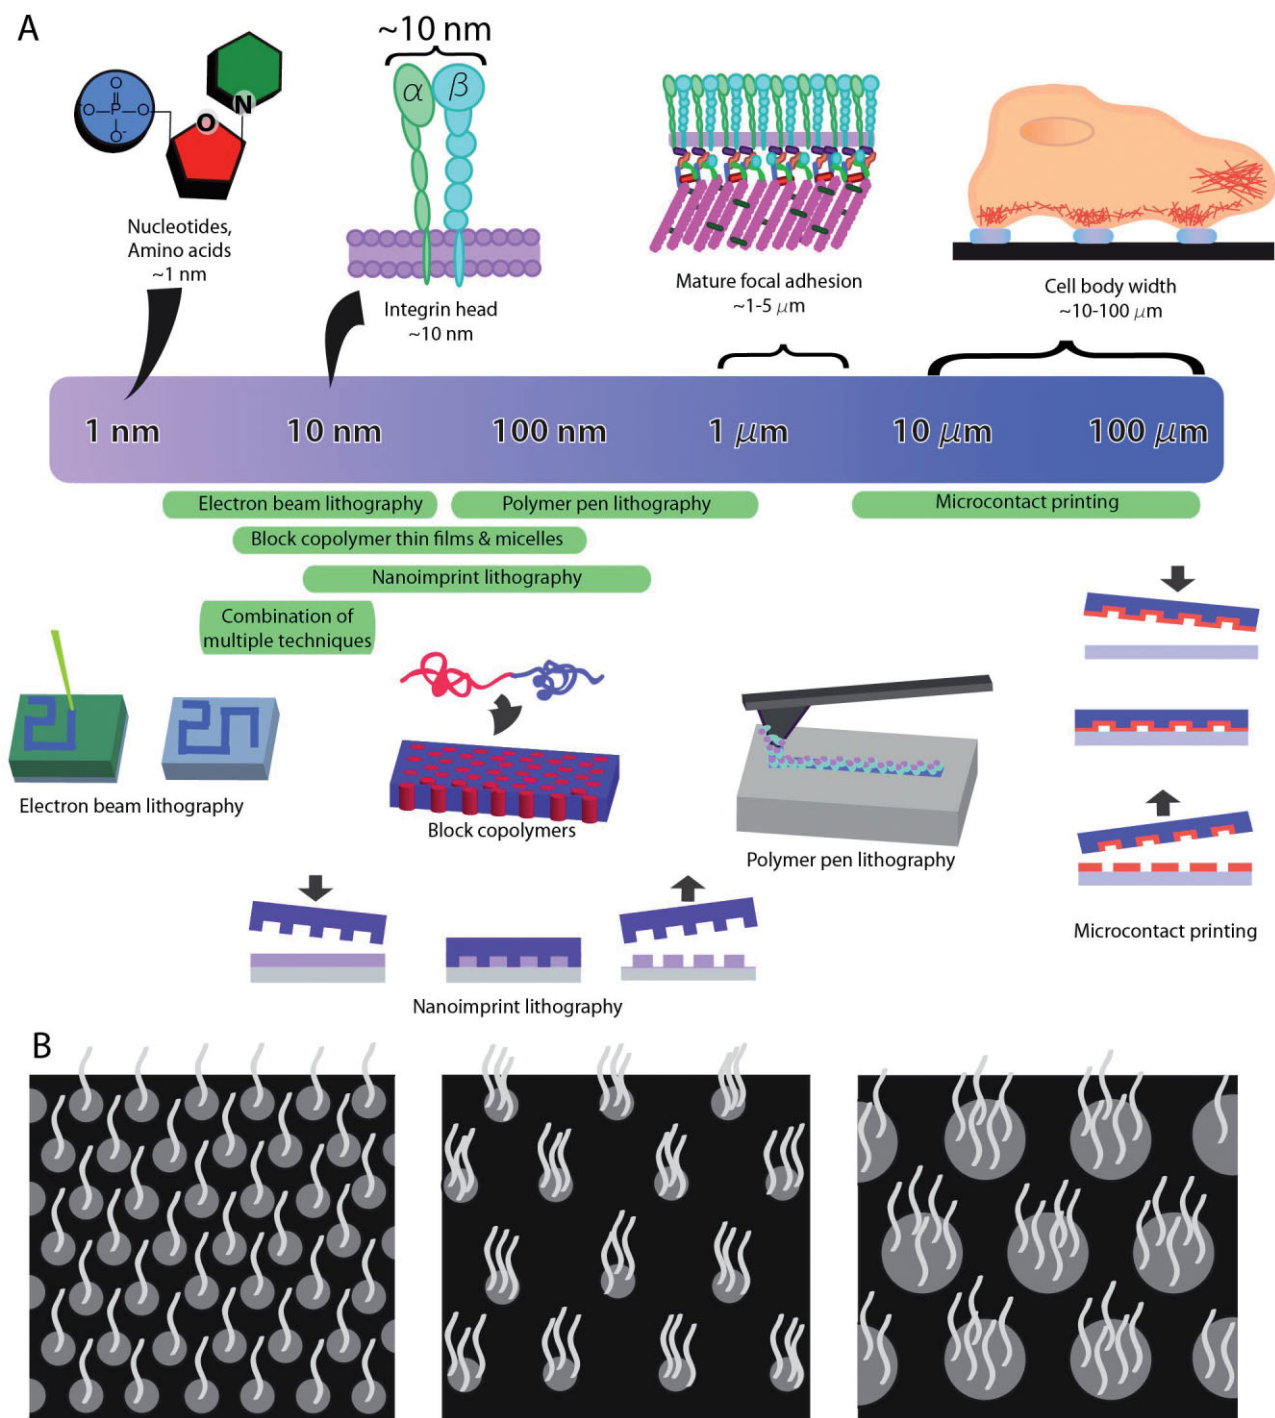 A
~10 nm
O
O–P–O
O-
N
O
α
β
Nucleotides,
Amino acids
~1 nm
Integrin head
~10 nm
Mature focal adhesion
~1-5 μm
Cell body width
~10-100 μm
1 nm
10 nm
100 nm
1 μm
10 μm
100 μm
Electron beam lithography
Polymer pen lithography
Microcontact printing
Block copolymer thin films & micelles
Nanoimprint lithography
Combination of
multiple techniques
Electron beam lithography
Block copolymers
Polymer pen lithography
Microcontact printing
Nanoimprint lithography
B